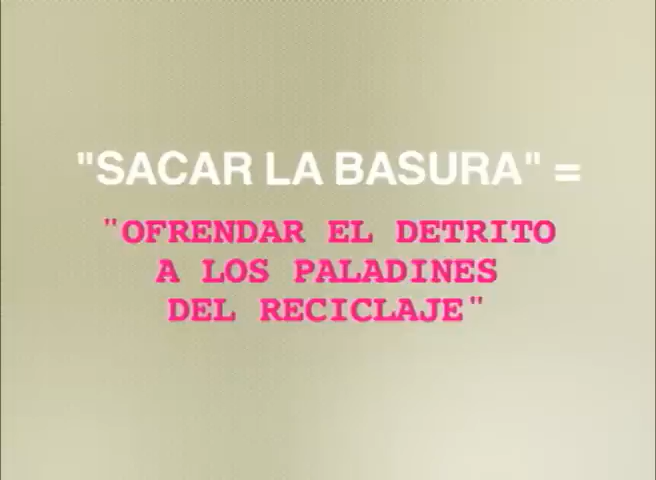 "SACAR LA BASURA" =
"OFRENDAR EL DETRITO
A LOS PALADINES
DEL RECICLAJE"